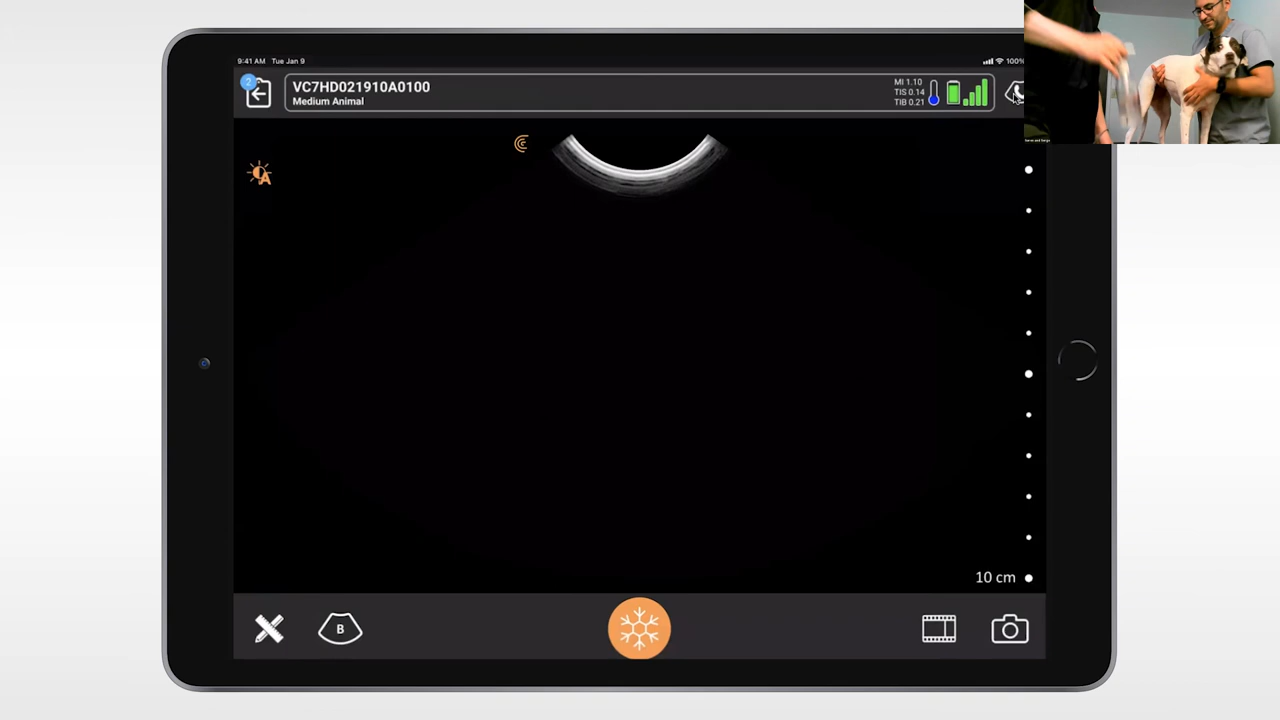 9:41 AM Tue Jan 9
100%
2
VC7HD021910A0100
Medium Animal
MI 1.10
TIS 0.14
TIB 0.21
A
10 cm
B